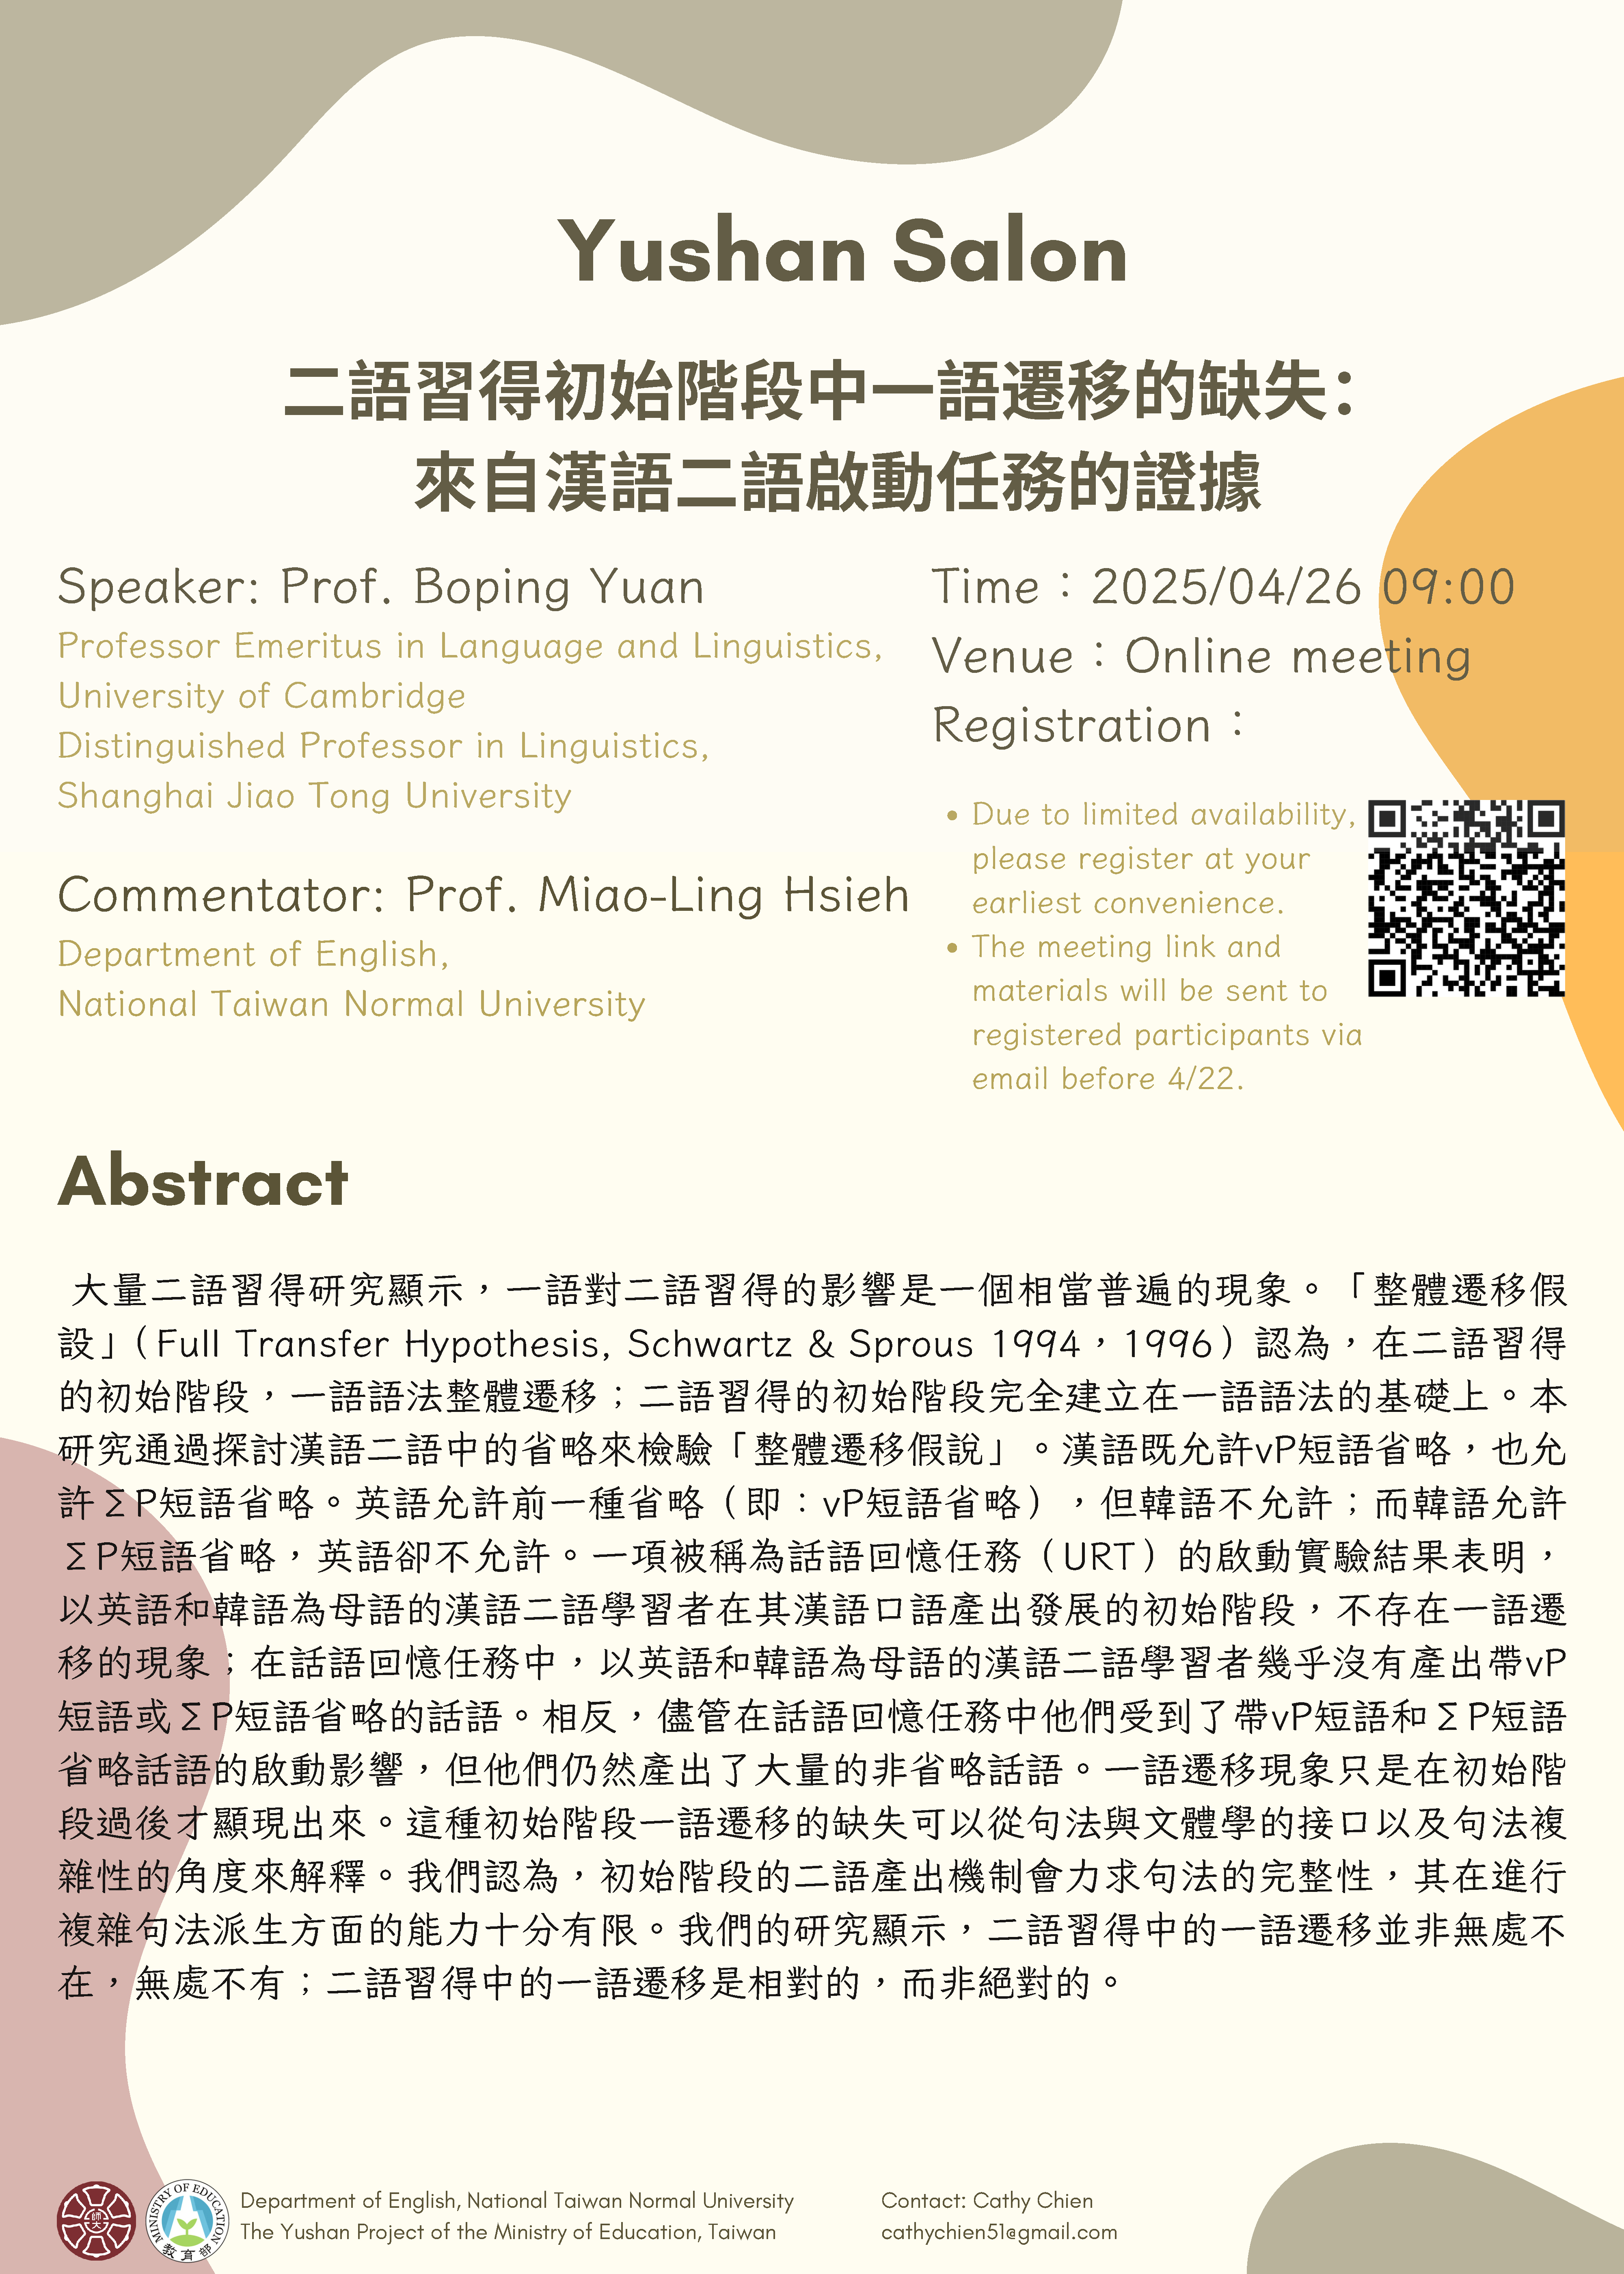 Yushan Salon
二語習得初始階段中一語遷移的缺失：
來自漢語二語啟動任務的證據
Speaker: Prof. Boping Yuan
Professor Emeritus in Language and Linguistics,
University of Cambridge
Distinguished Professor in Linguistics,
Shanghai Jiao Tong University
Commentator: Prof. Miao-Ling Hsieh
Department of English,
National Taiwan Normal University
Time：2025/04/26 09:00
Venue：Online meeting
Registration：
• Due to limited availability,
please register at your
earliest convenience.
• The meeting link and
materials will be sent to
registered participants via
email before 4/22.
Abstract
大量二語習得研究顯示，一語對二語習得的影響是一個相當普遍的現象。「整體遷移假
設」（Full Transfer Hypothesis, Schwartz & Sprous 1994，1996）認為，在二語習得
的初始階段，一語語法整體遷移；二語習得的初始階段完全建立在一語語法的基礎上。本
研究通過探討漢語二語中的省略來檢驗「整體遷移假說」。漢語既允許vP短語省略，也允
許ΣP短語省略。英語允許前一種省略（即：vP短語省略），但韓語不允許；而韓語允許
ΣP短語省略，英語卻不允許。一項被稱為話語回憶任務（URT）的啟動實驗結果表明，
以英語和韓語為母語的漢語二語學習者在其漢語口語產出發展的初始階段，不存在一語遷
移的現象；在話語回憶任務中，以英語和韓語為母語的漢語二語學習者幾乎沒有產出帶vP
短語或ΣP短語省略的話語。相反，儘管在話語回憶任務中他們受到了帶vP短語和ΣP短語
省略話語的啟動影響，但他們仍然產出了大量的非省略話語。一語遷移現象只是在初始階
段過後才顯現出來。這種初始階段一語遷移的缺失可以從句法與文體學的接口以及句法複
雜性的角度來解釋。我們認為，初始階段的二語產出機制會力求句法的完整性，其在進行
複雜句法派生方面的能力十分有限。我們的研究顯示，二語習得中的一語遷移並非無處不
在，無處不有；二語習得中的一語遷移是相對的，而非絕對的。
師大
MINISTRY OF EDUCATION
教育部
Department of English, National Taiwan Normal University
The Yushan Project of the Ministry of Education, Taiwan
Contact: Cathy Chien
cathychien51@gmail.com